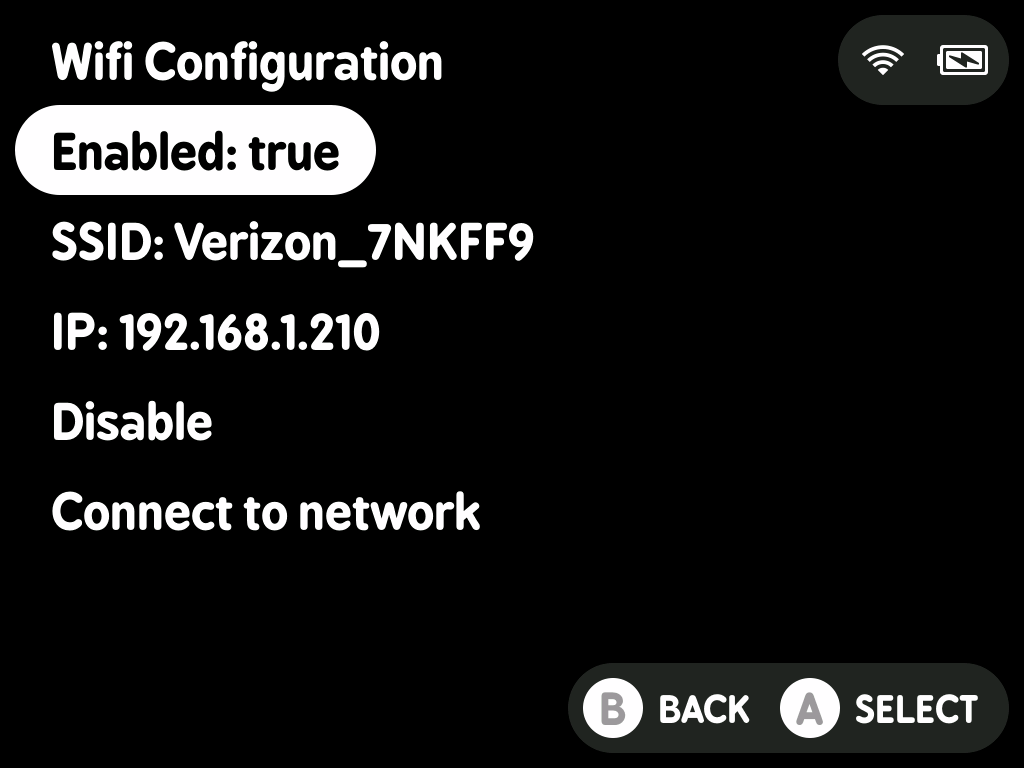 Wifi Configuration
Enabled: true
SSID: Verizon_7NKFF9
IP: 192.168.1.210
Disable
Connect to network
B BACK A SELECT